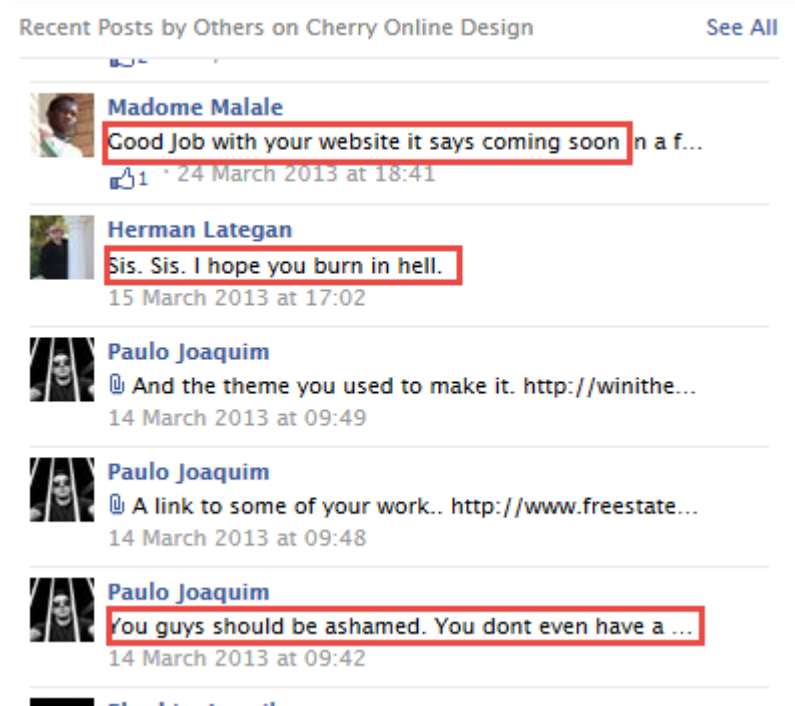 Recent Posts by Others on Cherry Online Design See All
Madome Malale
Good Job with your website it says coming soon in a f...
1 · 24 March 2013 at 18:41
Herman Lategan
Sis. Sis. I hope you burn in hell.
15 March 2013 at 17:02
Paulo Joaquim
And the theme you used to make it. http://winithe...
14 March 2013 at 09:49
Paulo Joaquim
A link to some of your work.. http://www.freestate...
14 March 2013 at 09:48
Paulo Joaquim
You guys should be ashamed. You dont even have a ...
14 March 2013 at 09:42